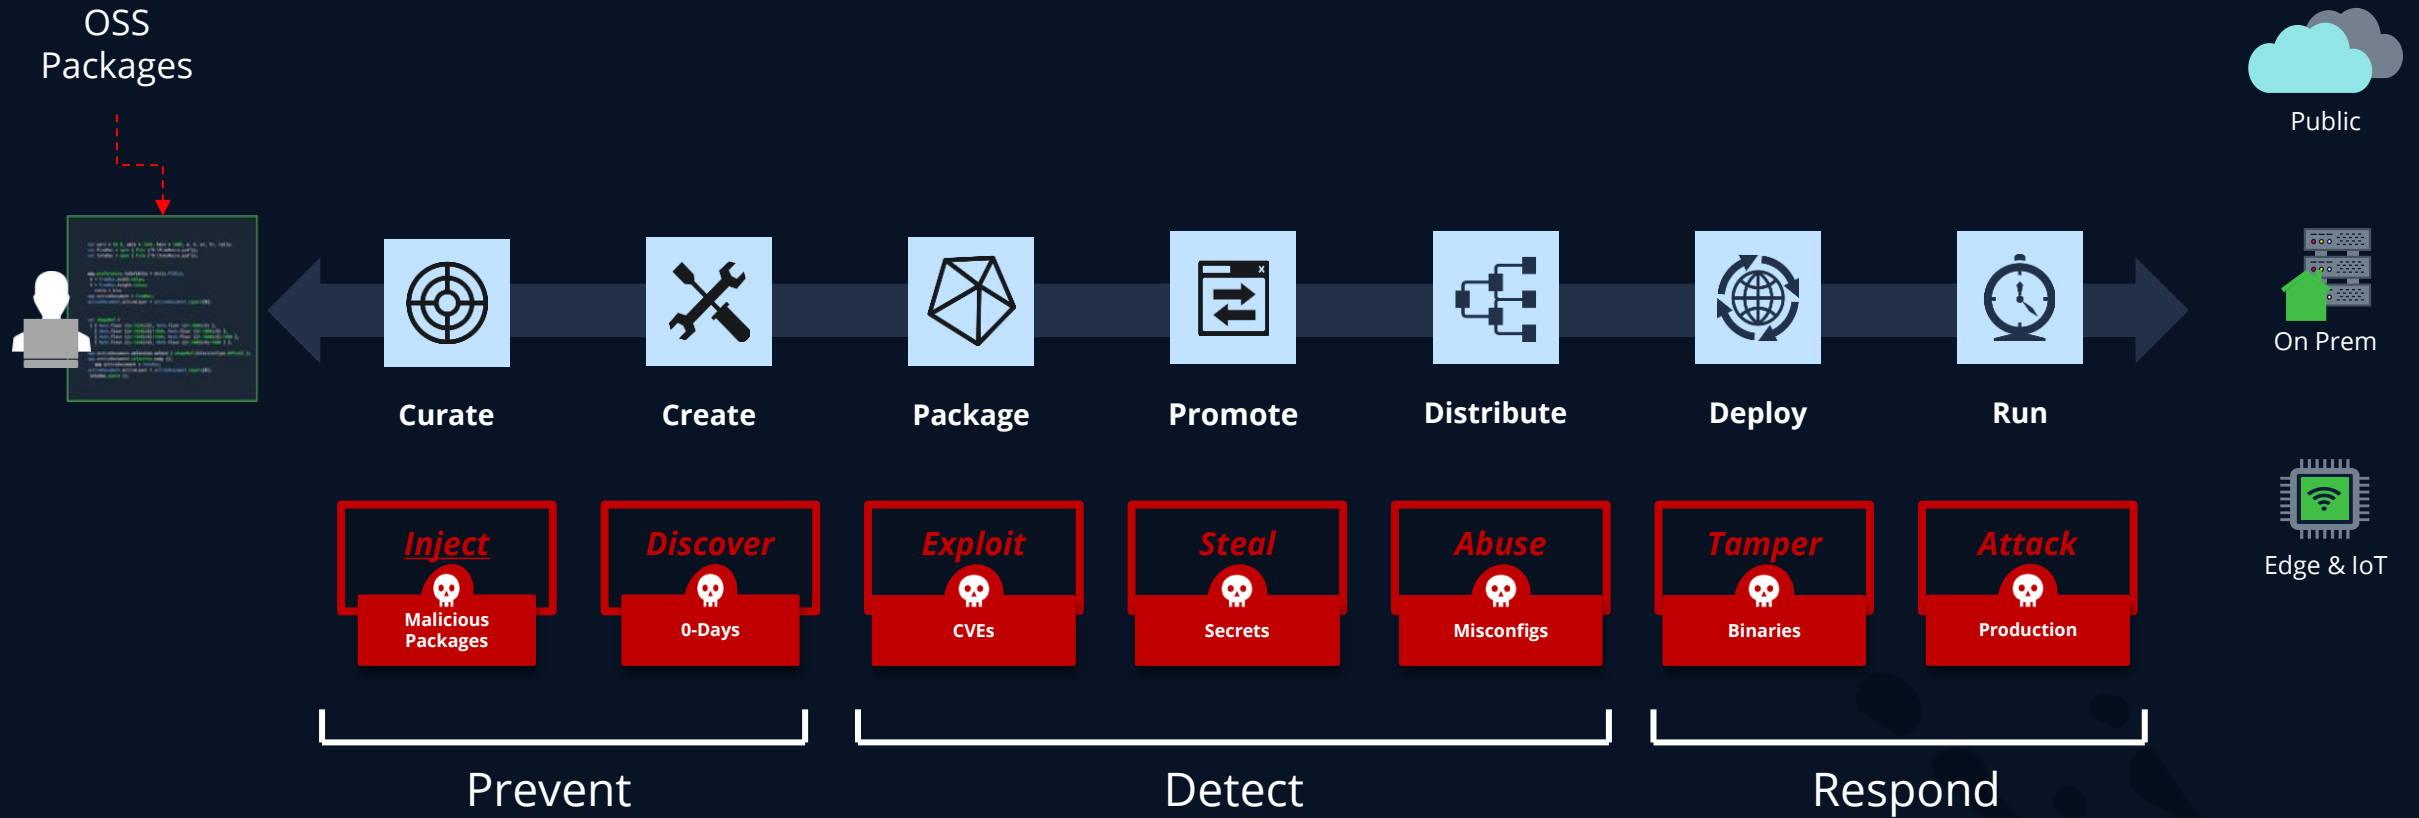 OSS
Packages
Public
On Prem
Edge & IoT
Curate
Create
Package
Promote
Distribute
Deploy
Run
Inject
Malicious
Packages
Discover
0-Days
Exploit
CVEs
Steal
Secrets
Abuse
Misconfigs
Tamper
Binaries
Attack
Production
Prevent
Detect
Respond